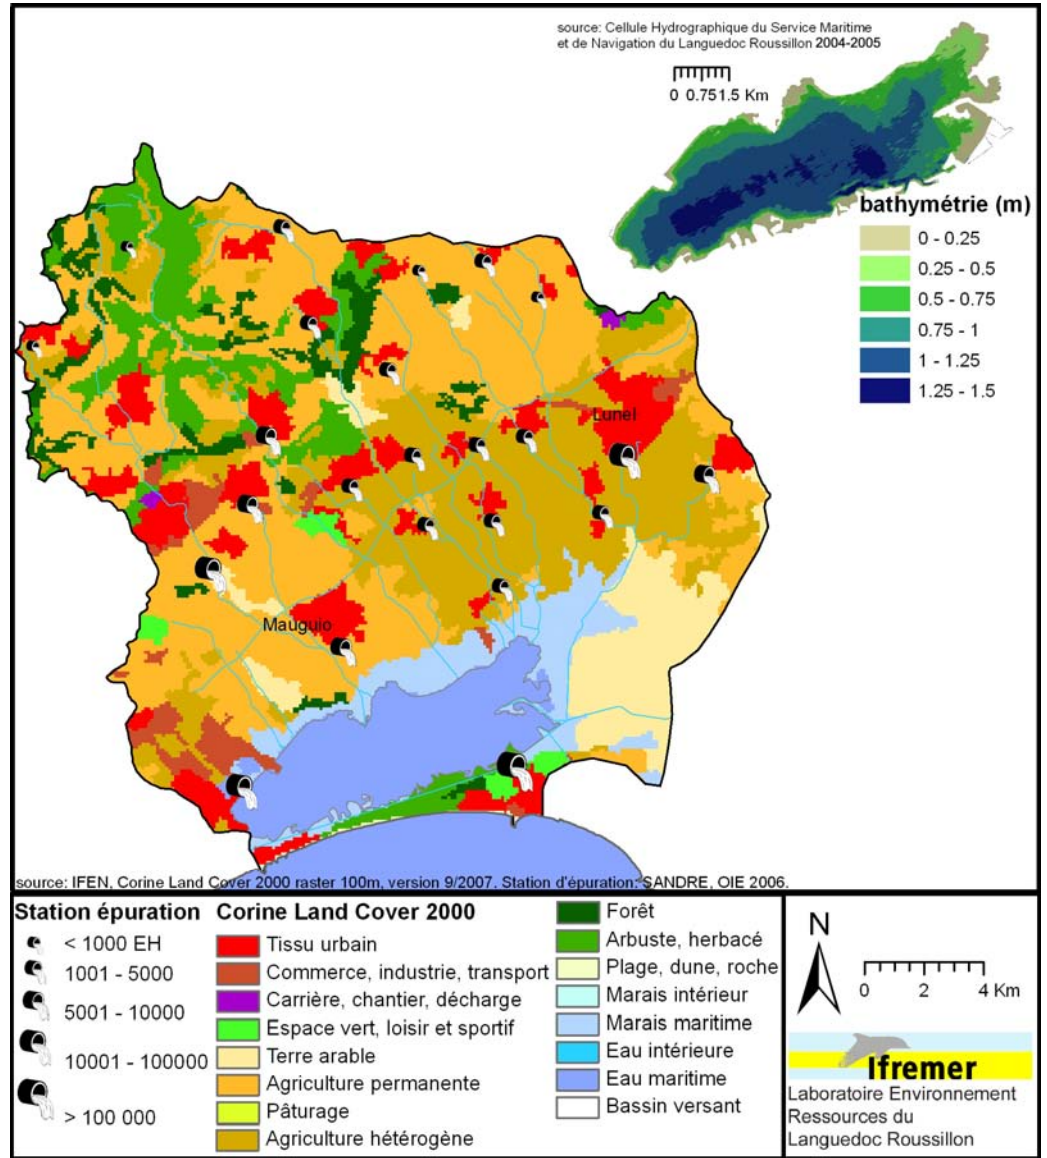 source: Cellule Hydrographique du Service Maritime
et de Navigation du Languedoc Roussillon 2004-2005
0 0.75 1.5 Km
bathymétrie (m)
0 - 0.25
0.25 - 0.5
0.5 - 0.75
0.75 - 1
1 - 1.25
1.25 - 1.5
Lunel
Mauguio
source: IFEN, Corine Land Cover 2000 raster 100m, version 9/2007. Station d'épuration: SANDRE, OIE 2006.
Station épuration
< 1000 EH
1001 - 5000
5001 - 10000
10001 - 100000
> 100 000
Corine Land Cover 2000
Tissu urbain
Commerce, industrie, transport
Carrière, chantier, décharge
Espace vert, loisir et sportif
Terre arable
Agriculture permanente
Pâturage
Agriculture hétérogène
Forêt
Arbuste, herbacé
Plage, dune, roche
Marais intérieur
Marais maritime
Eau intérieure
Eau maritime
Bassin versant
N
0 2 4 Km
Ifremer
Laboratoire Environnement
Ressources du
Languedoc Roussillon